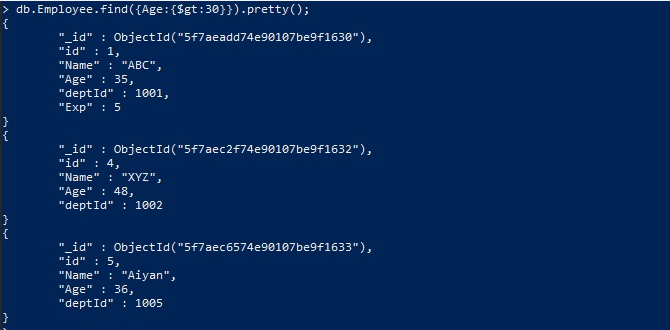 > db.Employee.find({Age:{$gt:30}}).pretty();
{
"_id" : ObjectId("5f7aeadd74e90107be9f1630"),
"id" : 1,
"Name" : "ABC",
"Age" : 35,
"deptId" : 1001,
"Exp" : 5
}
{
"_id" : ObjectId("5f7aec2f74e90107be9f1632"),
"id" : 4,
"Name" : "XYZ",
"Age" : 48,
"deptId" : 1002
}
{
"_id" : ObjectId("5f7aec6574e90107be9f1633"),
"id" : 5,
"Name" : "Aiyan",
"Age" : 36,
"deptId" : 1005
}